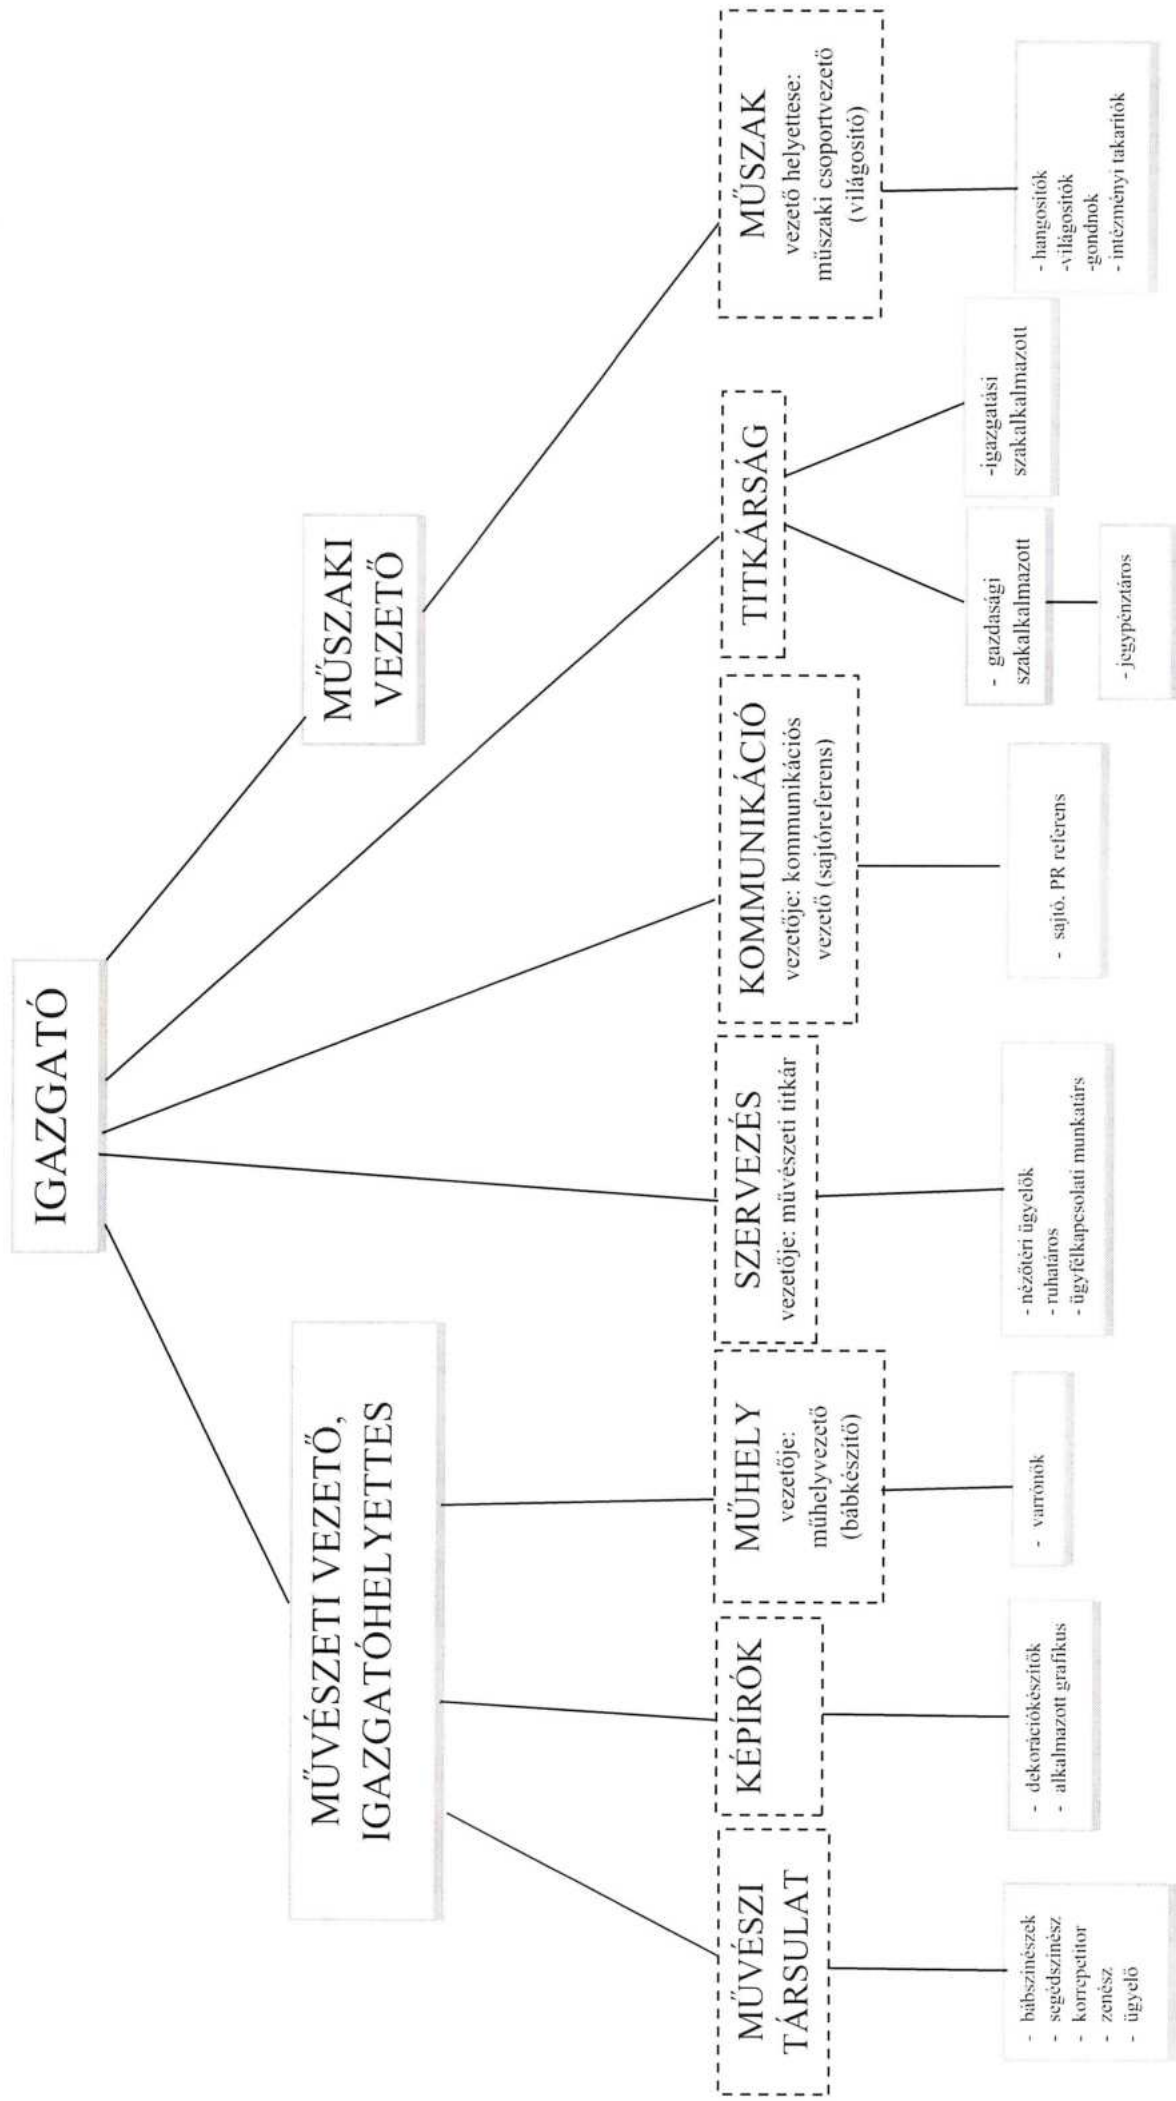 IGAZGATÓ
MŰVÉSZETI VEZETŐ,
IGAZGATÓHELYETTES
MŰSZAKI
VEZETŐ
MŰVÉSZI
TÁRSULAT
KÉPÍRÓK
MŰHELY
vezetője:
műhelyvezető
(bábkészítő)
SZERVEZÉS
vezetője: művészeti titkár
KOMMUNIKÁCIÓ
vezetője: kommunikációs
vezető (sajtóreferens)
TITKÁRSÁG
MŰSZAK
vezető helyettese:
műszaki csoportvezető
(világosító)
- bábszínészek
- segédszínész
- korrepetitor
- zenész
- ügyelő
- dekorációkészítők
- alkalmazott grafikus
- varrónők
- nézőtéri ügyelők
- ruhatáros
- ügyfélkapcsolati munkatárs
- sajtó. PR referens
- gazdasági
szakalkalmazott
- jegypénztáros
-igazgatási
szakalkalmazott
- hangosítók
-világosítók
-gondnok
- intézményi takarítók